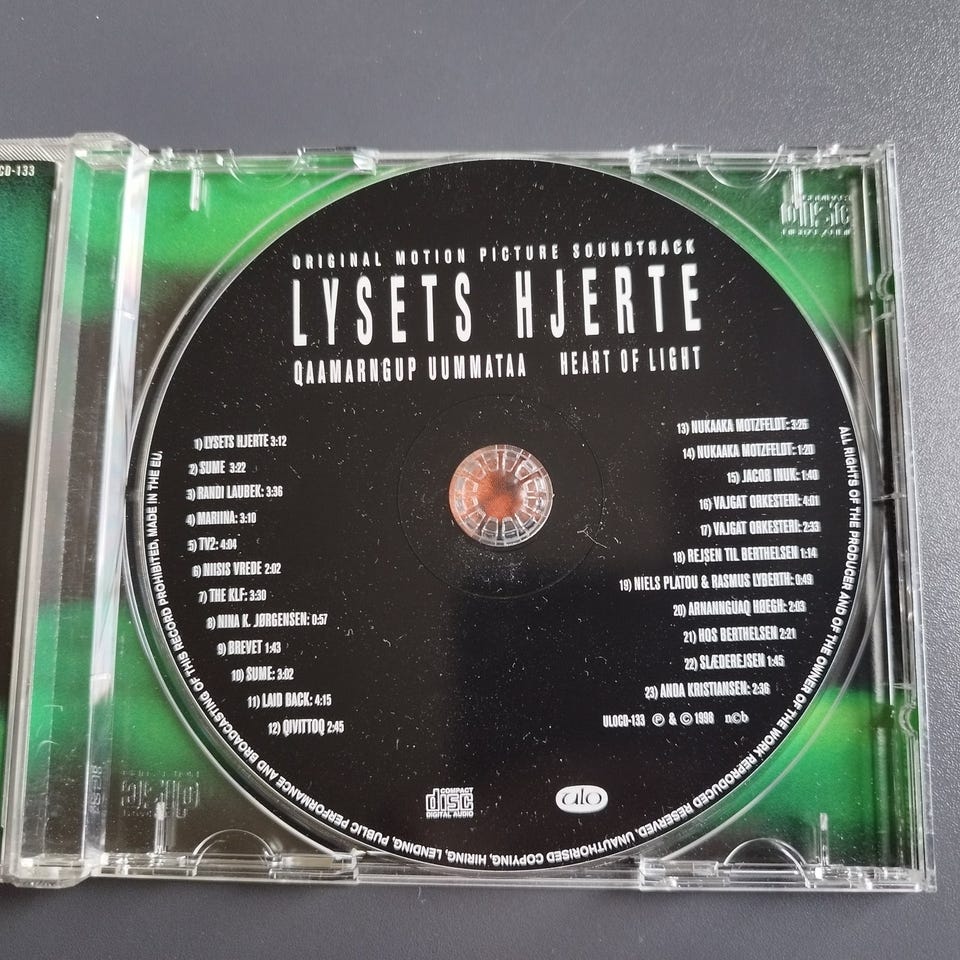 CD-133
COMPACT
disc
DIGITAL AUDIO
ORIGINAL MOTION PICTURE SOUNDTRACK
LYSETS HJERTE
QAAMARNGUP UUMMATAA HEART OF LIGHT
1) LYSETS HJERTE 3:12
2) SUME 3:22
3) RANDI LAUBEK: 3:36
4) MARIINA: 3:10
5) TV2: 4:04
6) NIISIS VREDE 2:02
7) THE KLF: 3:30
8) NINA K. JØRGENSEN: 0:57
9) BREVET 1:43
10) SUME: 3:02
11) LAID BACK: 4:15
12) QIVITTOQ 2:45
13) NUKAAKA MOTZFELDT: 3:26
14) NUKAAKA MOTZFELDT: 1:20
15) JACOB INUK: 1:40
16) VAJGAT ORKESTERI: 4:01
17) VAJGAT ORKESTERI: 2:33
18) REJSEN TIL BERTHELSEN 1:14
19) NIELS PLATOU & RASMUS LYBERTH: 0:49
20) ARNANNGUAQ HØEGH: 2:03
21) HOS BERTHELSEN 2:21
22) SLÆDEREJSEN 1:45
23) ANDA KRISTIANSEN: 2:36
ULOCD-133 ℗ & © 1998 n©b
COMPACT
disc
DIGITAL AUDIO
ulo
ALL RIGHTS OF THE PRODUCER AND OF THE OWNER OF THE WORK REPRODUCED RESERVED. UNAUTHORISED COPYING, HIRING, LENDING, PUBLIC PERFORMANCE AND BROADCASTING OF THIS RECORD PROHIBITED. MADE IN THE EU.